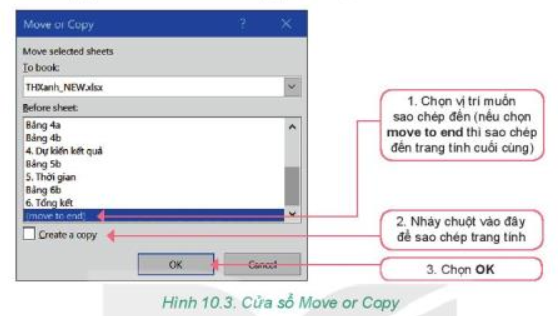 Move or Copy ? ×
Move selected sheets
To book:
THXanh_NEW.xlsx
Before sheet:
Bảng 4a
Bảng 4b
4. Dự kiến kết quả
Bảng 5b
5. Thời gian
Bảng 6b
6. Tổng kết
(move to end)
Create a copy
OK
Cancel
1. Chọn vị trí muốn
sao chép đến (nếu chọn
move to end thì sao chép
đến trang tính cuối cùng)
2. Nháy chuột vào đây
để sao chép trang tính
3. Chọn OK
Hình 10.3. Cửa sổ Move or Copy